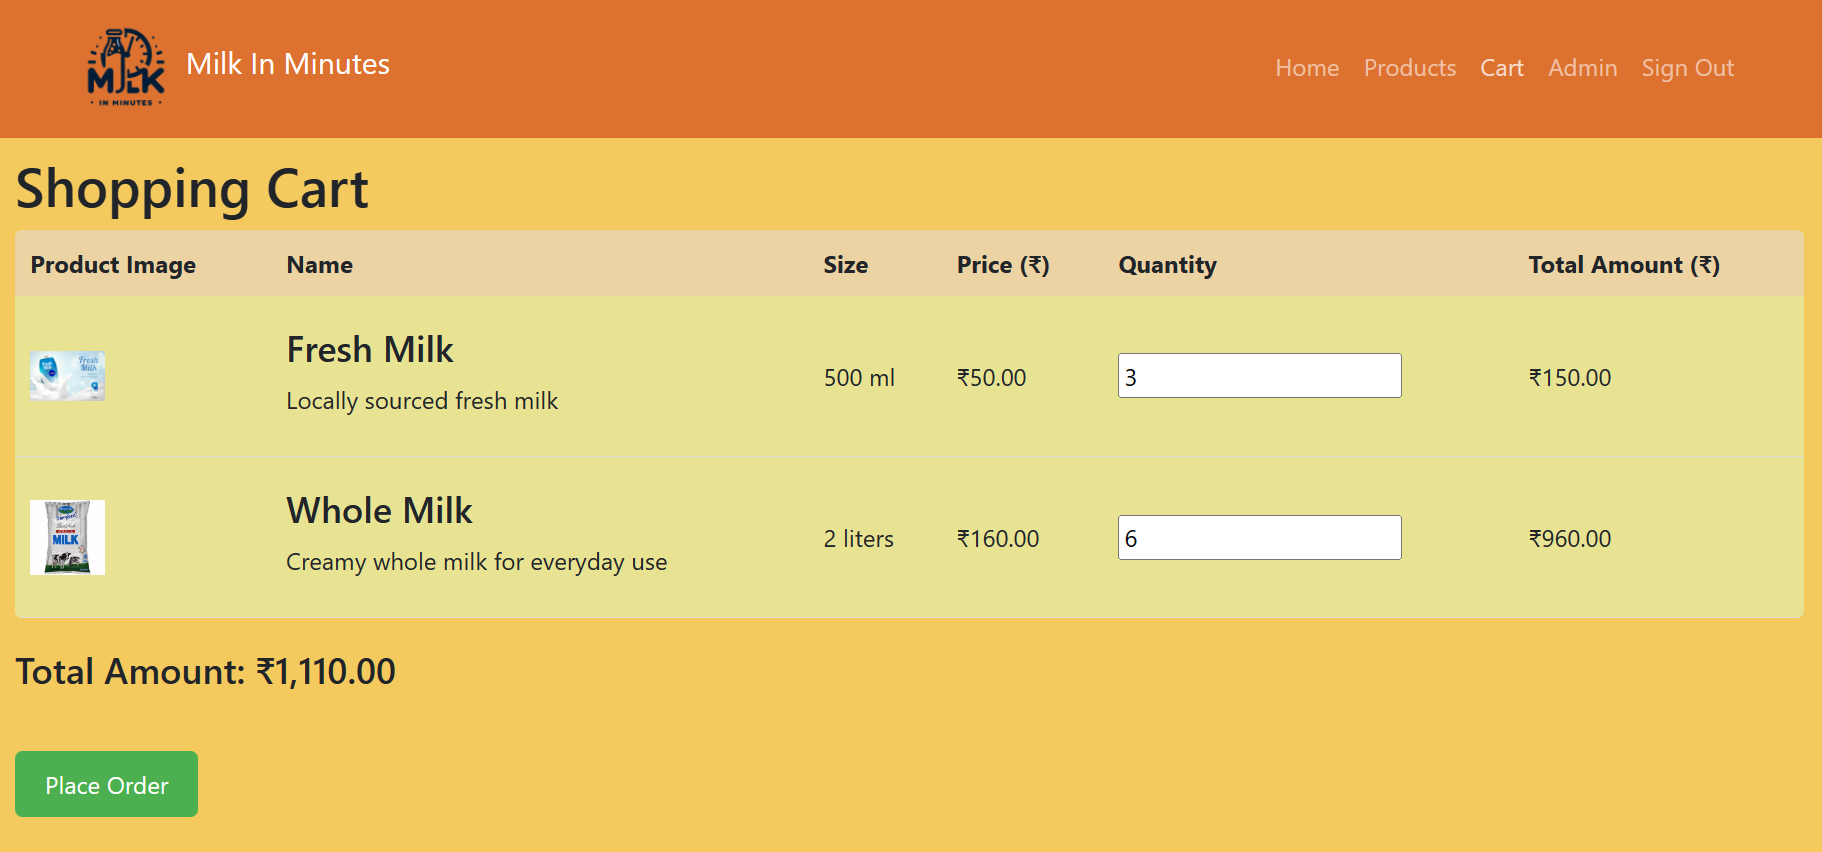 MILK
· IN MINUTES ·
Milk In Minutes
Home Products Cart Admin Sign Out
Shopping Cart
Product Image Name Size Price (₹) Quantity Total Amount (₹)
Fresh Milk
Fresh Milk
Locally sourced fresh milk
500 ml ₹50.00 3 ₹150.00
MILK
Whole Milk
Creamy whole milk for everyday use
2 liters ₹160.00 6 ₹960.00
Total Amount: ₹1,110.00
Place Order